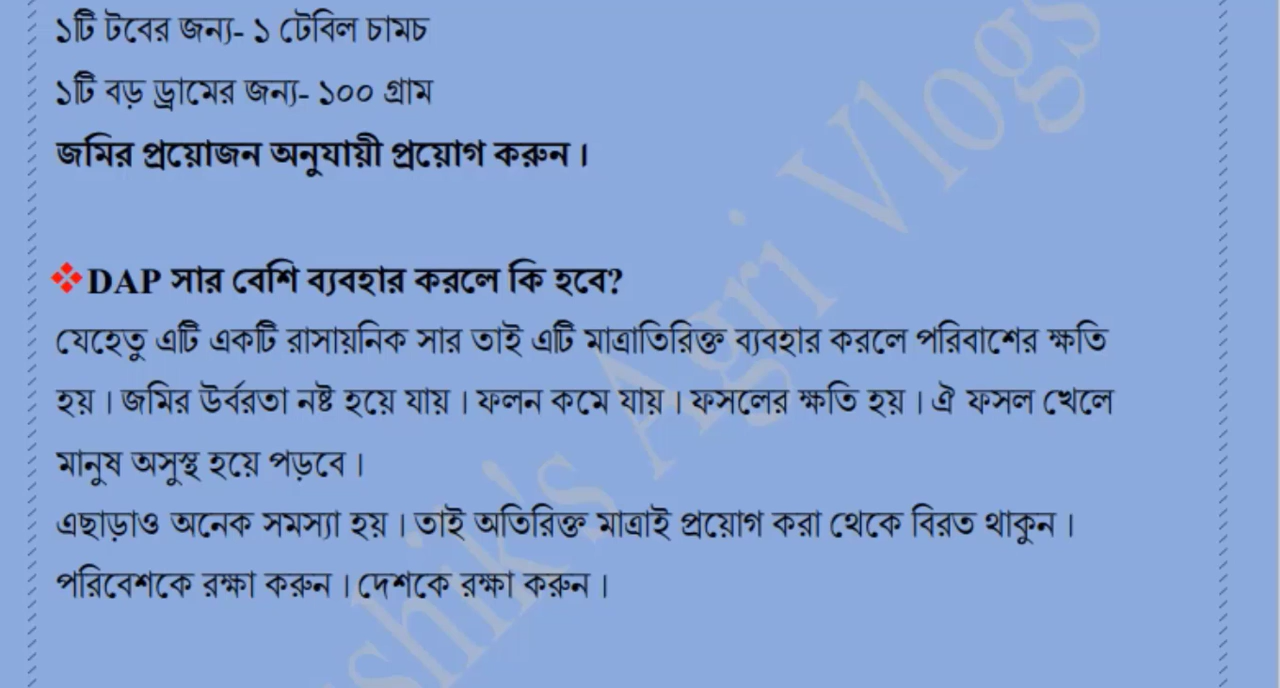 ১টি টবের জন্য- ১ টেবিল চামচ
১টি বড় ড্রামের জন্য- ১০০ গ্রাম
জমির প্রয়োজন অনুযায়ী প্রয়োগ করুন।
❖DAP সার বেশি ব্যবহার করলে কি হবে?
যেহেতু এটি একটি রাসায়নিক সার তাই এটি মাত্রাতিরিক্ত ব্যবহার করলে পরিবাশের ক্ষতি
হয়। জমির উর্বরতা নষ্ট হয়ে যায়। ফলন কমে যায়। ফসলের ক্ষতি হয়। ঐ ফসল খেলে
মানুষ অসুস্থ হয়ে পড়বে।
এছাড়াও অনেক সমস্যা হয়। তাই অতিরিক্ত মাত্রাই প্রয়োগ করা থেকে বিরত থাকুন।
পরিবেশকে রক্ষা করুন। দেশকে রক্ষা করুন।
Agri Vlogs